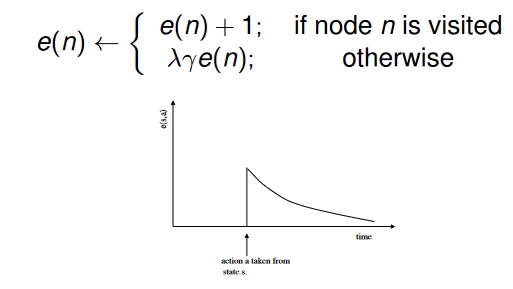 e(n) ← { e(n) + 1; if node n is visited
λγe(n); otherwise
e(s,a)
time
action a taken from
state s.